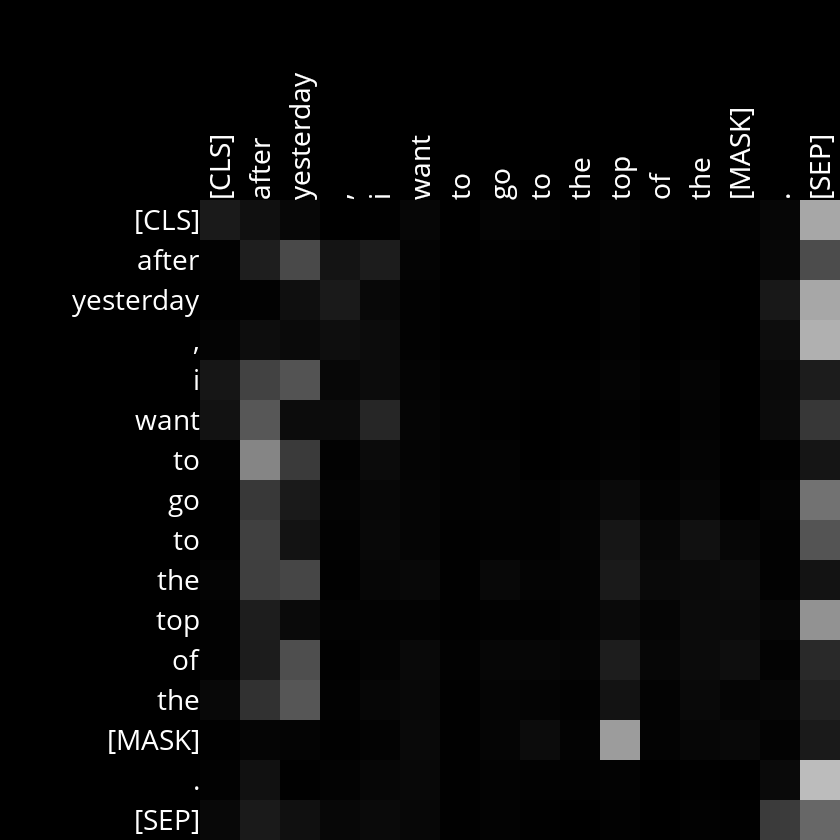 [CLS] after yesterday , i want to go to the top of the [MASK] . [SEP]
[CLS]
after
yesterday
,
i
want
to
go
to
the
top
of
the
[MASK]
.
[SEP]